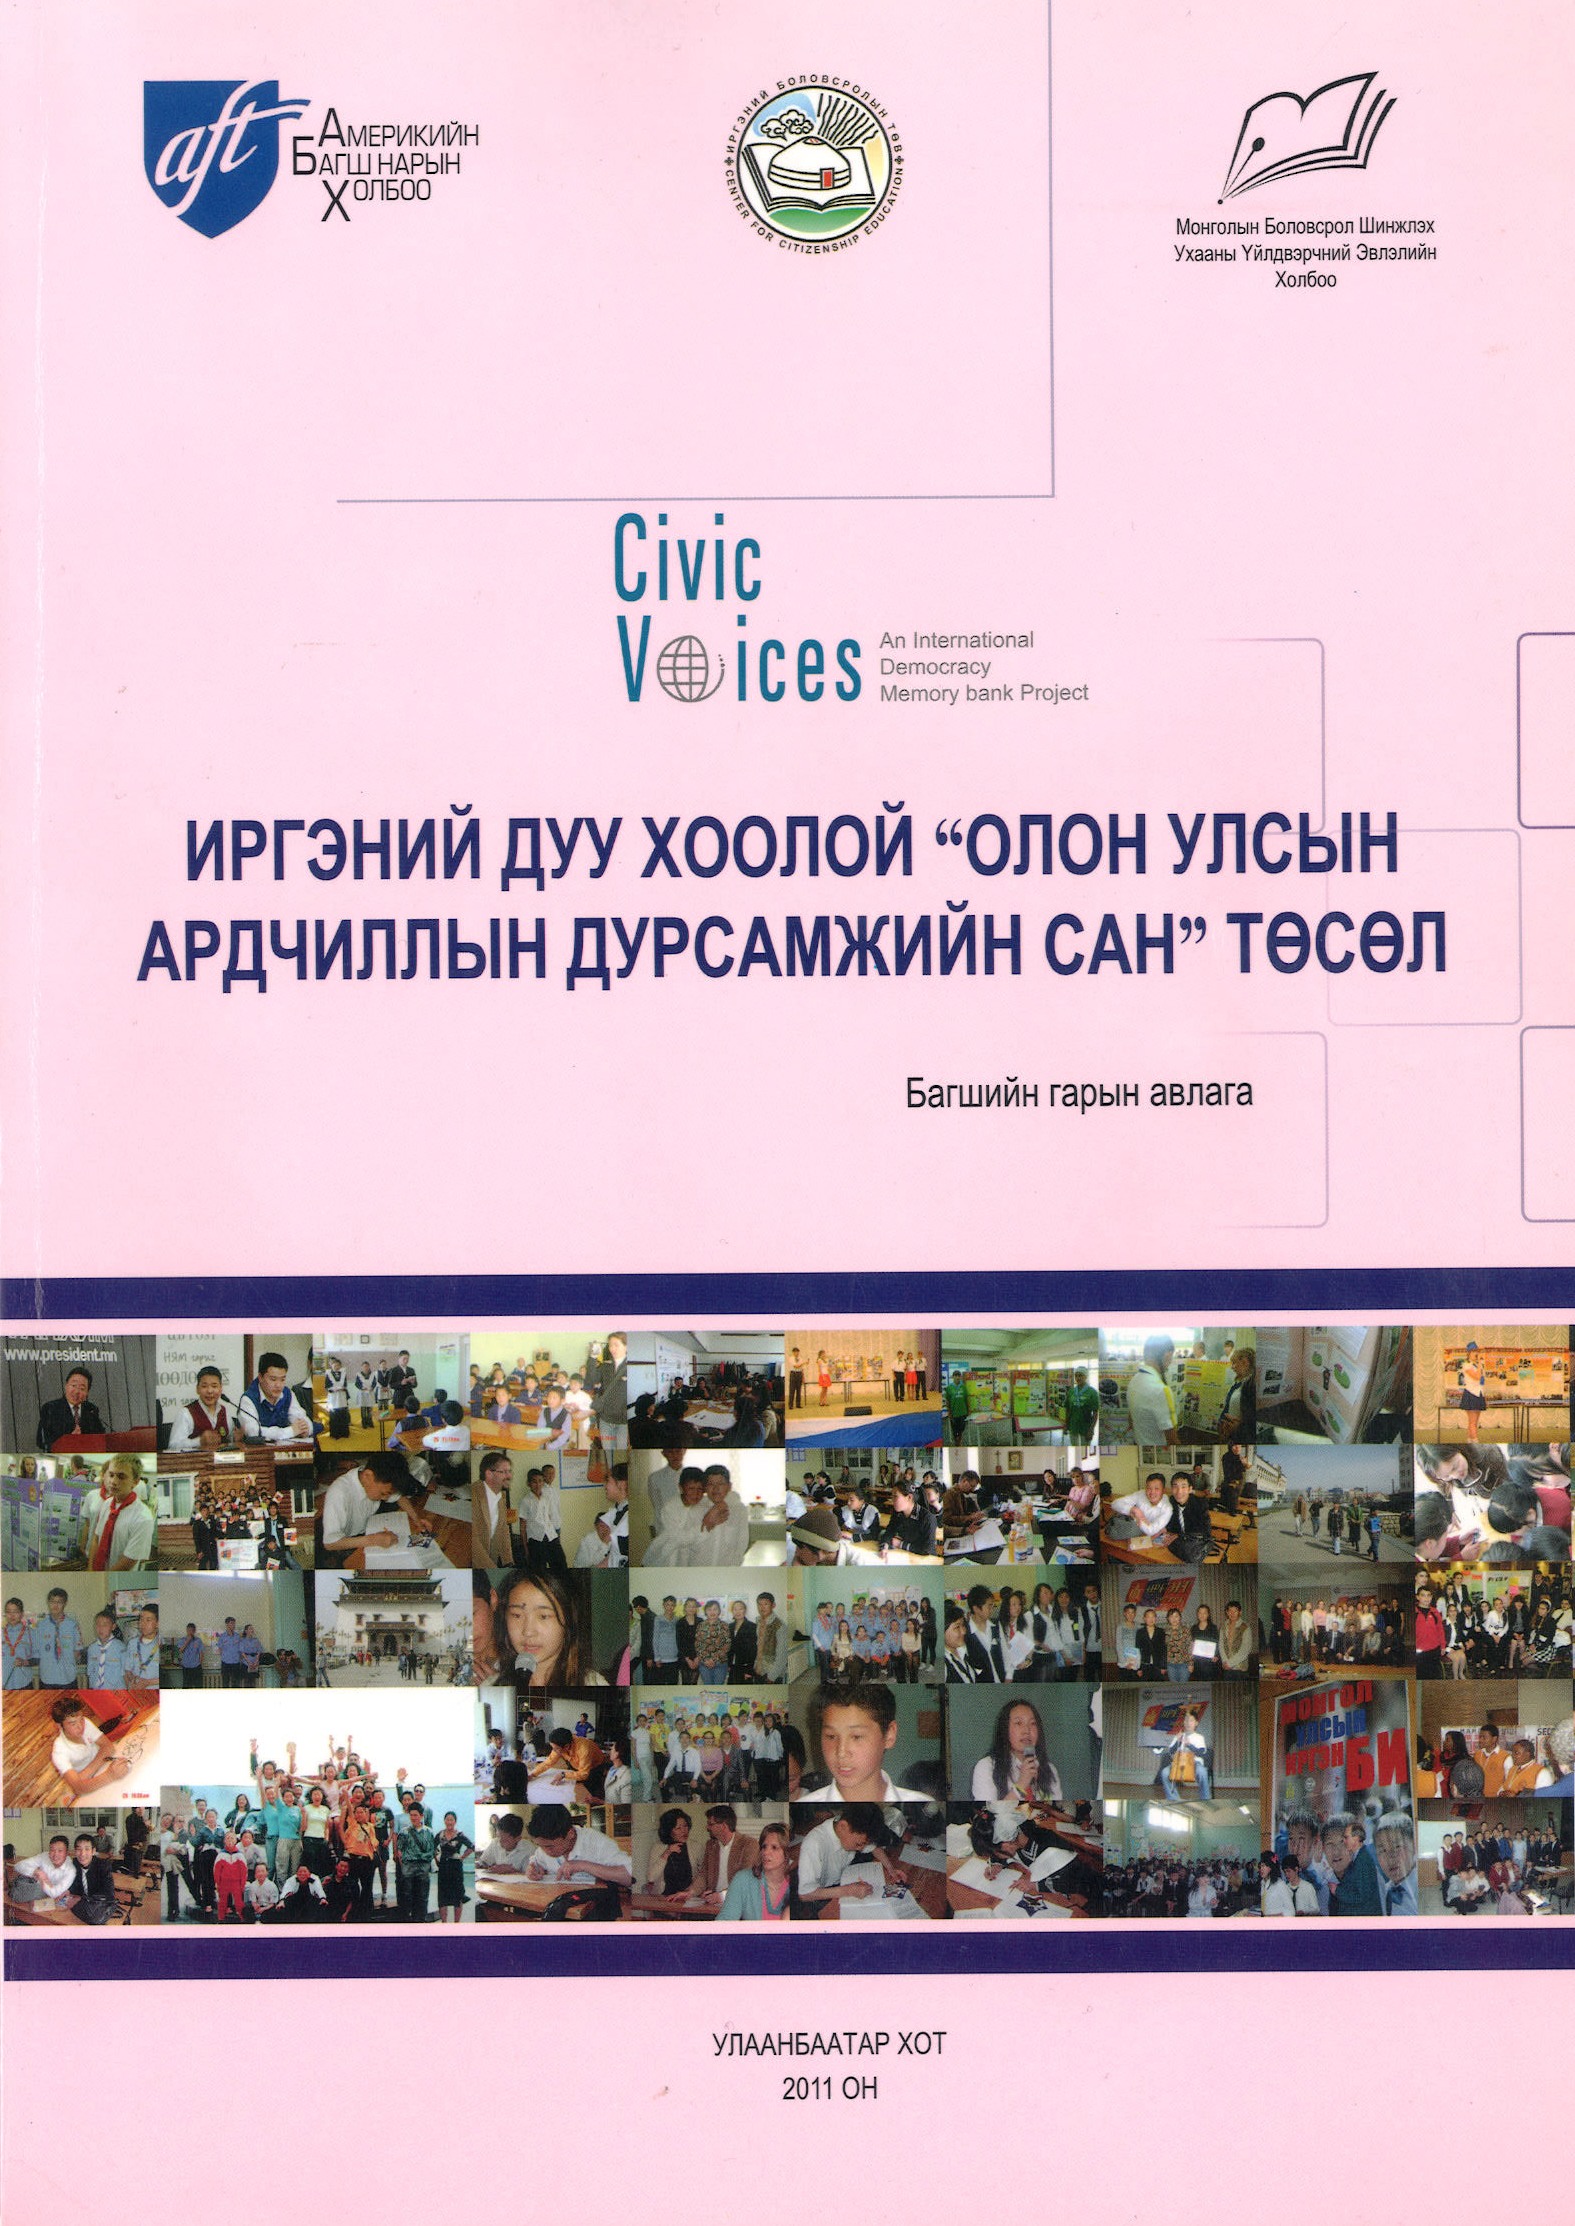 aft
АМЕРИКИЙН
БАГШ НАРЫН
ХОЛБОО
ИРГЭНИЙ БОЛОВСРОЛЫН ТӨВ
CENTER FOR CITIZENSHIP EDUCATION
Монголын Боловсрол Шинжлэх
Ухааны Үйлдвэрчний Эвлэлийн
Холбоо
Civic
Voices
An International
Democracy
Memory bank Project
ИРГЭНИЙ ДУУ ХООЛОЙ “ОЛОН УЛСЫН
АРДЧИЛЛЫН ДУРСАМЖИЙН САН” ТӨСӨЛ
Багшийн гарын авлага
www.president.mn
МОНГОЛ
УЛСЫН
ИРГЭН
БИ
УЛААНБААТАР ХОТ
2011 ОН